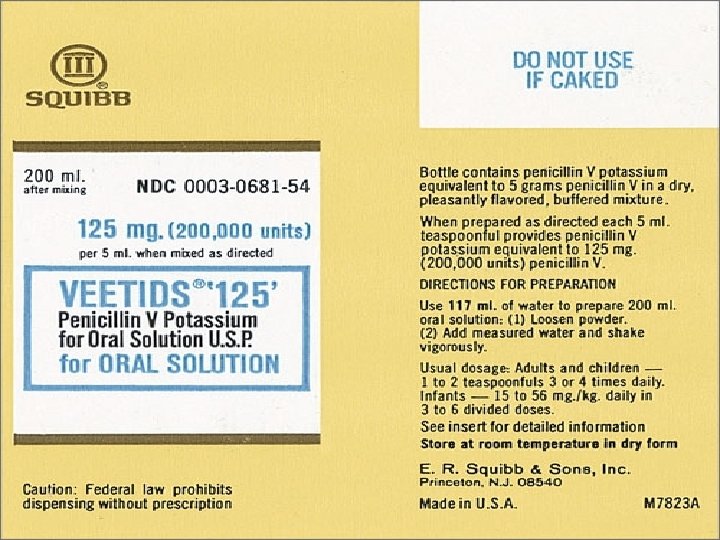 SQUIBB®
200 ml.
after mixing
NDC 0003-0681-54
125 mg. (200,000 units)
per 5 ml. when mixed as directed
VEETIDS®'125'
Penicillin V Potassium
for Oral Solution U.S.P.
for ORAL SOLUTION
Caution: Federal law prohibits
dispensing without prescription
DO NOT USE
IF CAKED
Bottle contains penicillin V potassium
equivalent to 5 grams penicillin V in a dry,
pleasantly flavored, buffered mixture.
When prepared as directed each 5 ml.
teaspoonful provides penicillin V
potassium equivalent to 125 mg.
(200,000 units) penicillin V.
DIRECTIONS FOR PREPARATION
Use 117 ml. of water to prepare 200 ml.
oral solution: (1) Loosen powder.
(2) Add measured water and shake
vigorously.
Usual dosage: Adults and children —
1 to 2 teaspoonfuls 3 or 4 times daily.
Infants — 15 to 56 mg./kg. daily in
3 to 6 divided doses.
See insert for detailed information
Store at room temperature in dry form
E. R. Squibb & Sons, Inc.
Princeton, N.J. 08540
Made in U.S.A. M7823A